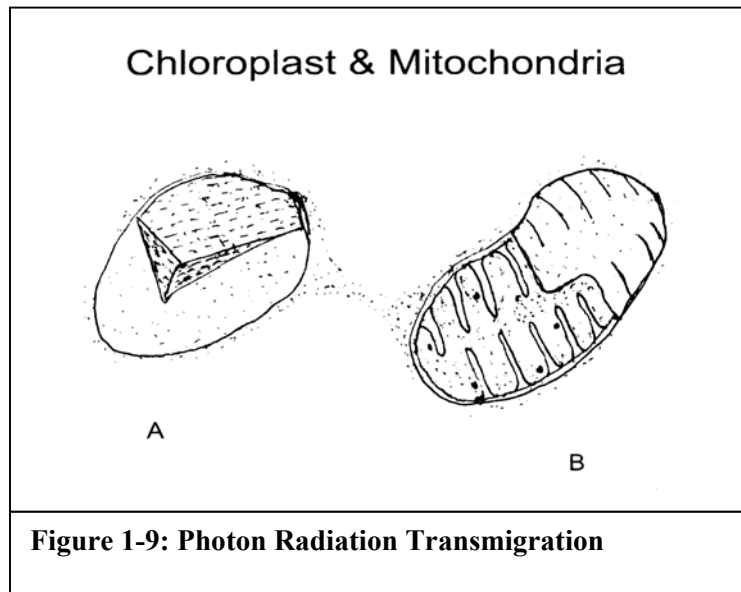 Chloroplast & Mitochondria
A
B
Figure 1-9: Photon Radiation Transmigration